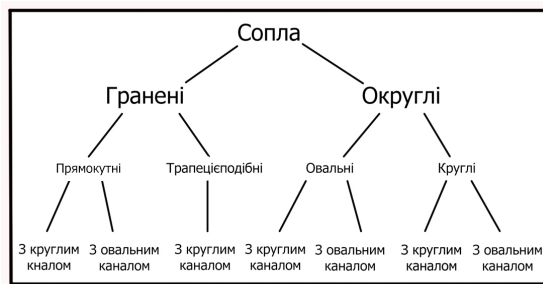 Сопла
Гранені Округлі
Прямокутні Трапецієподібні Овальні Круглі
З круглим З овальним З круглим З круглим З овальним З круглим З овальним
кналом каналом каналом каналом каналом каналом каналом